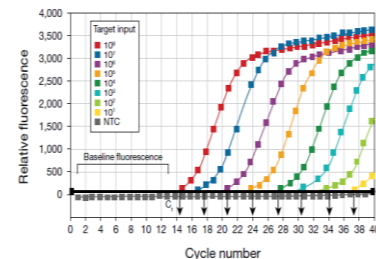 4,000
3,500
3,000
2,500
2,000
1,500
1,000
500
0
Relative fluorescence
Target input
10⁸
10⁷
10⁶
10⁵
10⁴
10³
10²
10¹
NTC
Baseline fluorescence
Cₜ
0 2 4 6 8 10 12 14 16 18 20 22 24 26 28 30 32 34 36 38 40
Cycle number